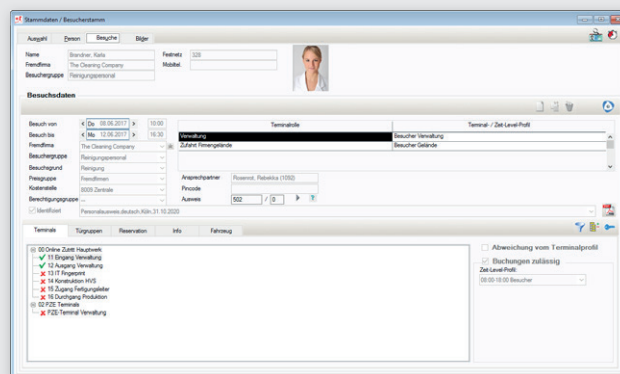 Stammdaten / Besucherstamm
Auswahl Person Besuche Bilder
Name Brandner, Karla Festnetz 328
Fremdfirma The Cleaning Company Mobiltel.
Besuchergruppe Reinigungspersonal
Besuchsdaten
Besuch von < Do 08.06.2017 > 10:00 Terminalrolle Terminal- / Zeit-Level-Profil
Besuch bis < Mo 12.06.2017 > 16:30 Verwaltung Besucher Verwaltung
Fremdfirma The Cleaning Company Zufahrt Firmengelände Besucher Gelände
Besuchergruppe Reinigungspersonal
Besuchsgrund Reinigung
Preisgruppe Fremdfirmen Ansprechpartner Rosenrot, Rebekka (1092)
Kostenstelle 8009 Zentrale Pincode
Berechtigungsgruppe -- Ausweis 502 / 0 ?
Identifiziert Personalausweis,deutsch,Köln,31.10.2020
Terminals Türgruppen Reservation Info Fahrzeug
00 Online Zutritt Hauptwerk
11 Eingang Verwaltung
12 Ausgang Verwaltung
13 IT Fingerprint
14 Konstruktion HVS
15 Zugang Fertigungsleiter
16 Durchgang Produktion
02 PZE Terminals
PZE-Terminal Verwaltung
Abweichung vom Terminalprofil
Buchungen zulässig
Zeit-Level-Profil:
08:00-18:00 Besucher